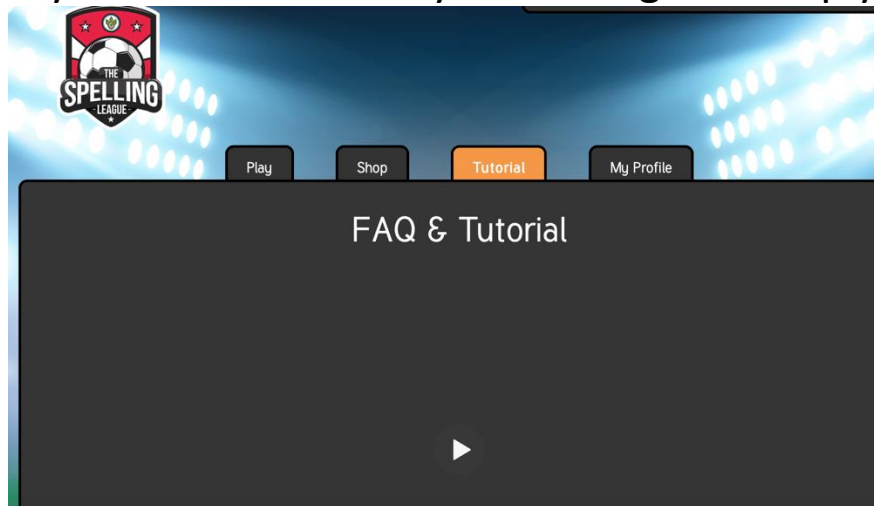 THE
SPELLING
LEAGUE
Play Shop Tutorial My Profile
FAQ & Tutorial